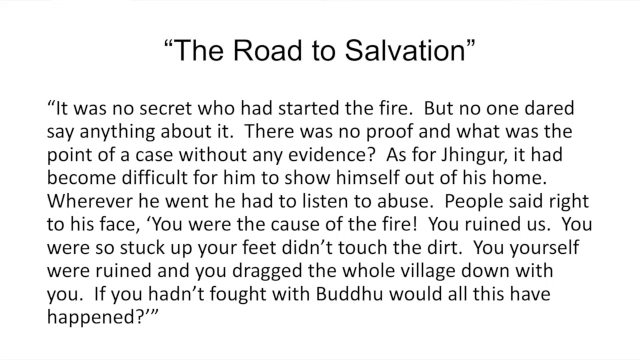 “The Road to Salvation”
“It was no secret who had started the fire.  But no one dared
say anything about it.  There was no proof and what was the
point of a case without any evidence?  As for Jhingur, it had
become difficult for him to show himself out of his home.
Wherever he went he had to listen to abuse.  People said right
to his face, ‘You were the cause of the fire!  You ruined us.  You
were so stuck up your feet didn’t touch the dirt.  You yourself
were ruined and you dragged the whole village down with
you.  If you hadn’t fought with Buddhu would all this have
happened?’”